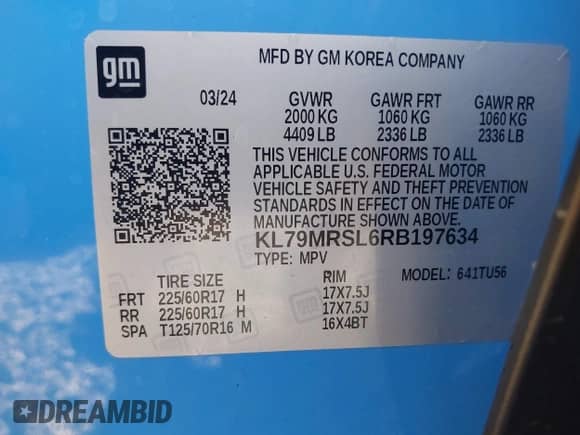 gm
MFD BY GM KOREA COMPANY
03/24 GVWR GAWR FRT GAWR RR
2000 KG 1060 KG 1060 KG
4409 LB 2336 LB 2336 LB
THIS VEHICLE CONFORMS TO ALL
APPLICABLE U.S. FEDERAL MOTOR
VEHICLE SAFETY AND THEFT PREVENTION
STANDARDS IN EFFECT ON THE DATE OF
MANUFACTURE SHOWN ABOVE.
KL79MRSL6RB197634
TYPE: MPV MODEL: 641TU56
TIRE SIZE RIM
FRT 225/60R17 H 17X7.5J
RR 225/60R17 H 17X7.5J
SPA T125/70R16 M 16X4BT
DREAMBID